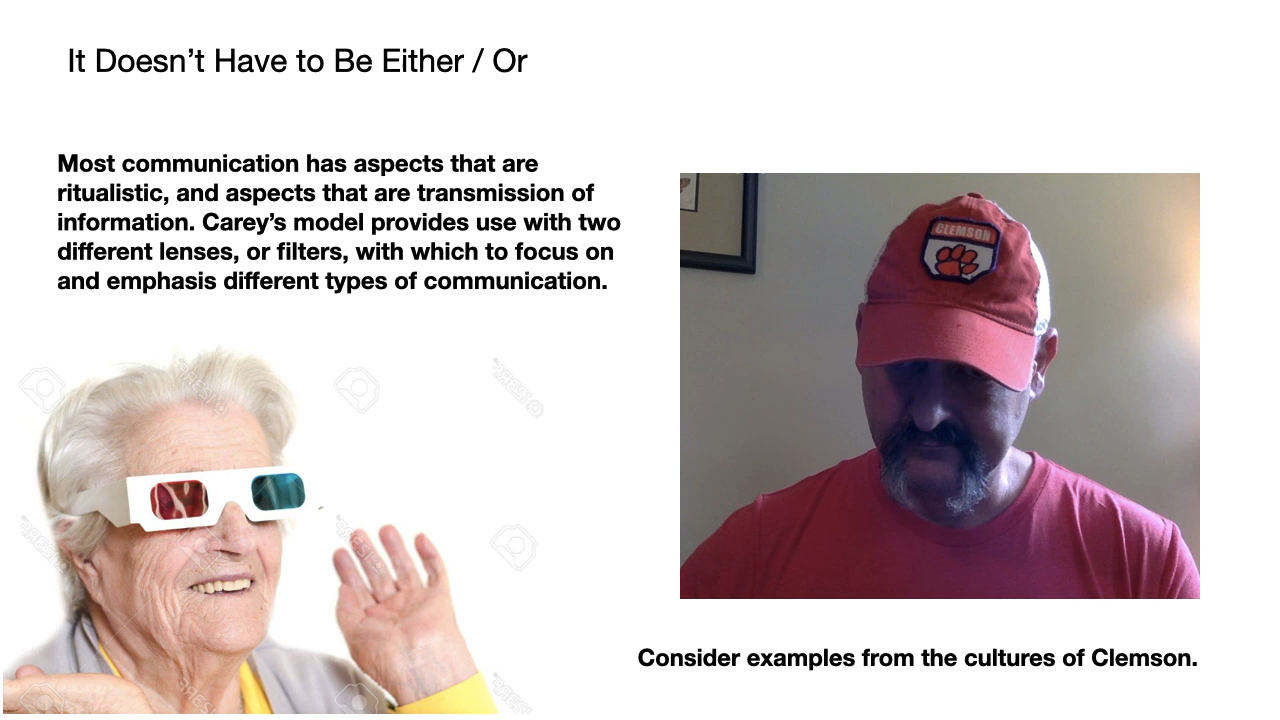 It Doesn’t Have to Be Either / Or
Most communication has aspects that are
ritualistic, and aspects that are transmission of
information. Carey’s model provides use with two
different lenses, or filters, with which to focus on
and emphasis different types of communication.
CLEMSON
Consider examples from the cultures of Clemson.